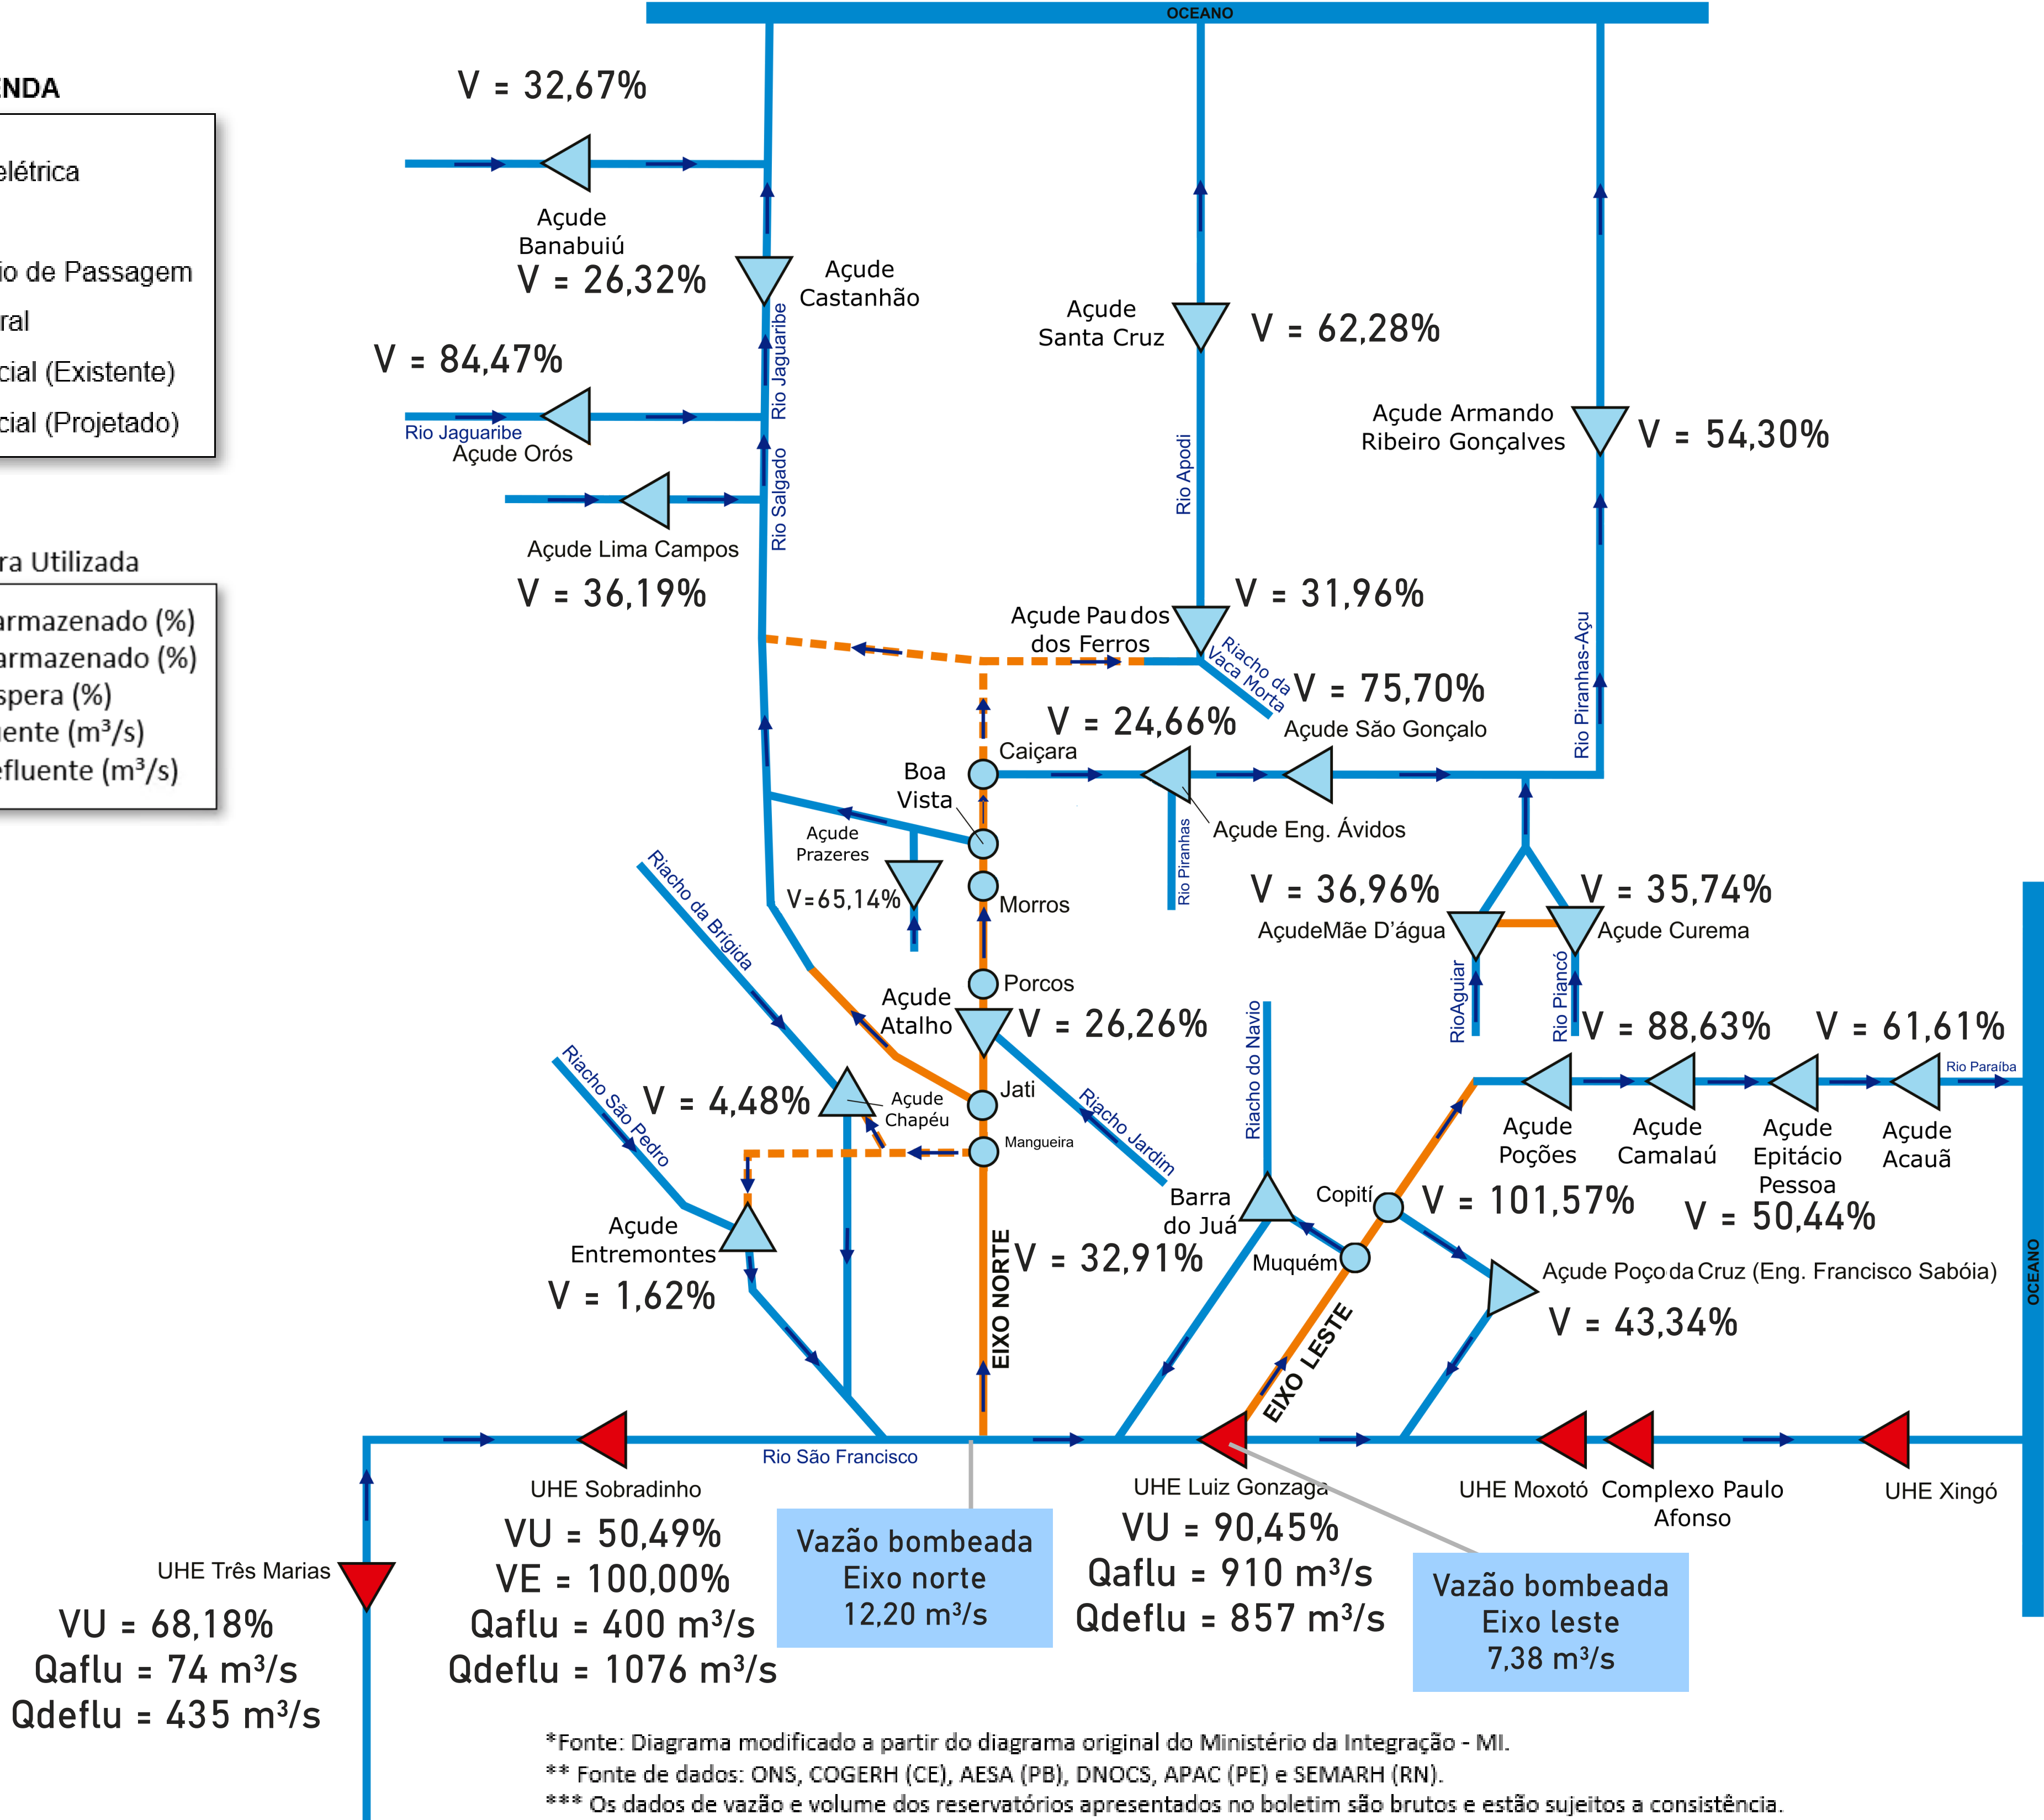 OCEANO
V = 32,67%
ENDA
elétrica
io de Passagem
ral
cial (Existente)
cial (Projetado)
Açude
Banabuiú
V = 26,32%
Açude
Castanhão
Rio Jaguaribe
V = 84,47%
Rio Jaguaribe
Açude Orós
Rio Salgado
Açude Lima Campos
V = 36,19%
Açude
Santa Cruz
V = 62,28%
Rio Apodi
Açude Armando
Ribeiro Gonçalves
V = 54,30%
ra Utilizada
armazenado (%)
armazenado (%)
spera (%)
uente (m³/s)
efluente (m³/s)
Açude Pau dos
dos Ferros
V = 31,96%
Riacho da
Vaca Morta
V = 75,70%
Açude São Gonçalo
Rio Piranhas-Açu
V = 24,66%
Caiçara
Boa
Vista
Açude Eng. Ávidos
Rio Piranhas
Açude
Prazeres
V=65,14%
Morros
Riacho da Brígida
V = 36,96%
AçudeMãe D'água
V = 35,74%
Açude Curema
RioAguiar
Rio Piancó
Porcos
Açude
Atalho
V = 26,26%
Riacho do Navio
V = 88,63%
V = 61,61%
Rio Paraíba
Riacho São Pedro
V = 4,48%
Açude
Chapéu
Jati
Mangueira
Riacho Jardim
Açude
Poções
Açude
Camalaú
Açude
Epitácio
Pessoa
Açude
Acauã
V = 101,57%
V = 50,44%
Barra
do Juá
Copití
Muquém
V = 32,91%
Açude
Entremontes
V = 1,62%
EIXO NORTE
EIXO LESTE
Açude Poço da Cruz (Eng. Francisco Sabóia)
V = 43,34%
OCEANO
Rio São Francisco
UHE Sobradinho
VU = 50,49%
VE = 100,00%
Qaflu = 400 m³/s
Qdeflu = 1076 m³/s
Vazão bombeada
Eixo norte
12,20 m³/s
UHE Luiz Gonzaga
VU = 90,45%
Qaflu = 910 m³/s
Qdeflu = 857 m³/s
Vazão bombeada
Eixo leste
7,38 m³/s
UHE Moxotó
Complexo Paulo
Afonso
UHE Xingó
UHE Três Marias
VU = 68,18%
Qaflu = 74 m³/s
Qdeflu = 435 m³/s
*Fonte: Diagrama modificado a partir do diagrama original do Ministério da Integração - MI.
** Fonte de dados: ONS, COGERH (CE), AESA (PB), DNOCS, APAC (PE) e SEMARH (RN).
*** Os dados de vazão e volume dos reservatórios apresentados no boletim são brutos e estão sujeitos a consistência.